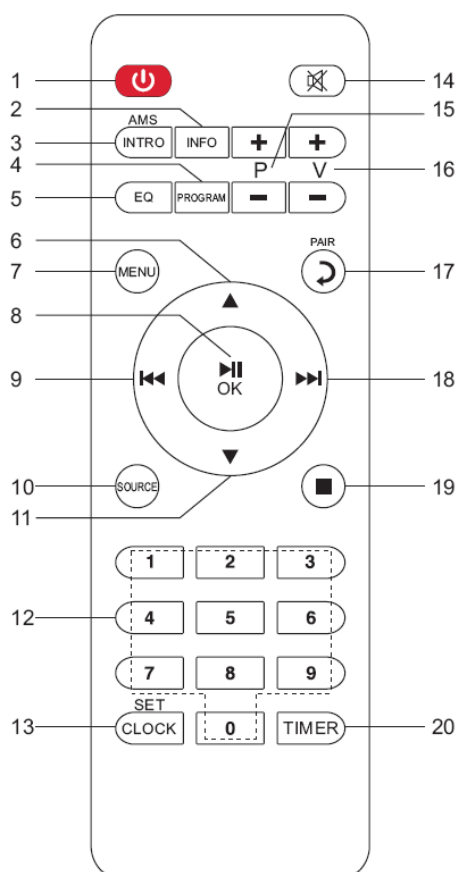 1
14
2
15
AMS
3 INTRO INFO + +
P V 16
4
5 EQ PROGRAM − −
6
PAIR
7 MENU 17
8
9 OK 18
10 SOURCE 19
11
1 2 3
12 4 5 6
7 8 9
SET
13 CLOCK 0 TIMER 20